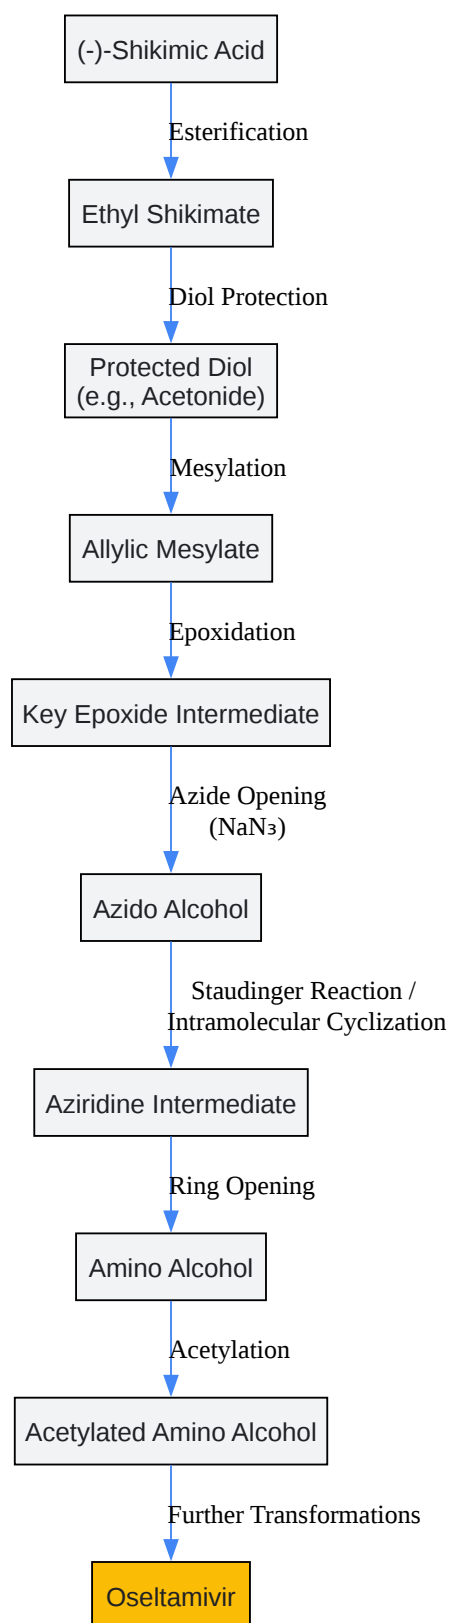 (-)-Shikimic Acid
Esterification
Ethyl Shikimate
Diol Protection
Protected Diol
(e.g., Acetonide)
Mesylation
Allylic Mesylate
Epoxidation
Key Epoxide Intermediate
Azide Opening
(NaN₃)
Azido Alcohol
Staudinger Reaction /
Intramolecular Cyclization
Aziridine Intermediate
Ring Opening
Amino Alcohol
Acetylation
Acetylated Amino Alcohol
Further Transformations
Oseltamivir